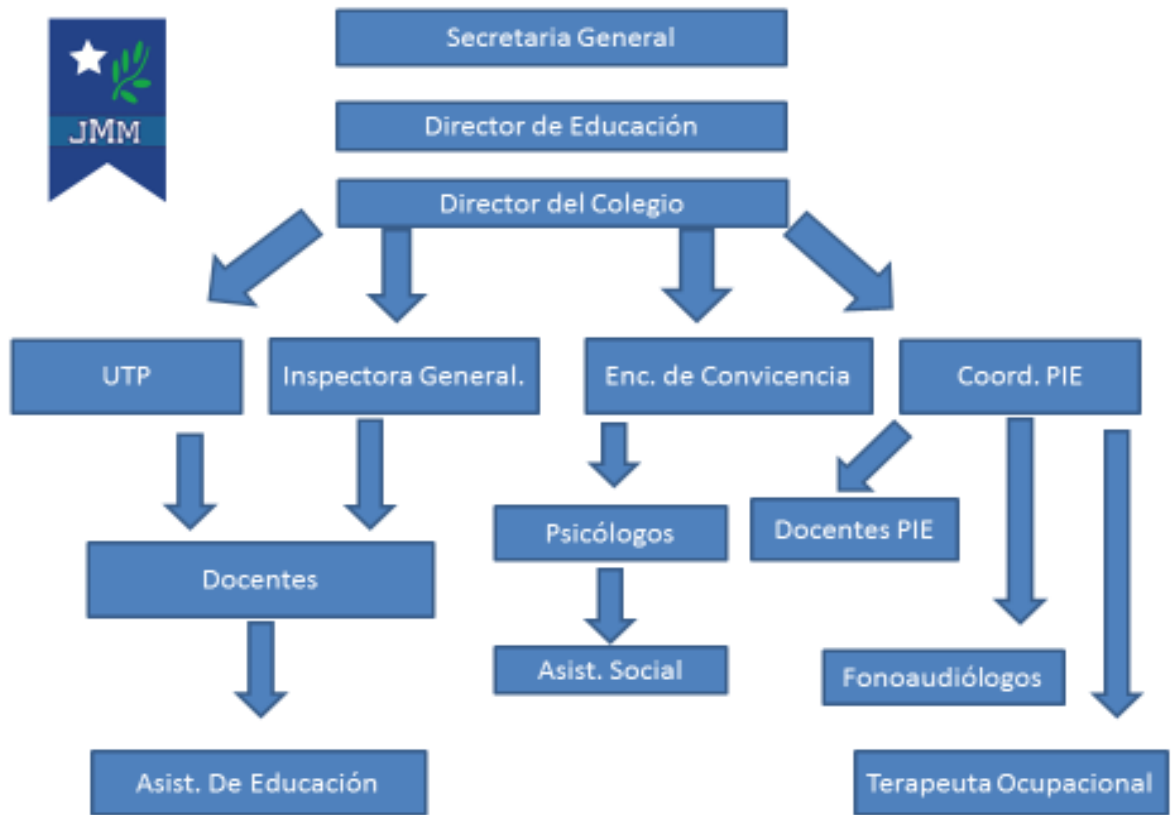 Secretaria General
JMM
Director de Educación
Director del Colegio
UTP
Inspectora General.
Enc. de Convicencia
Coord. PIE
Psicólogos
Docentes PIE
Docentes
Asist. Social
Fonoaudiólogos
Asist. De Educación
Terapeuta Ocupacional